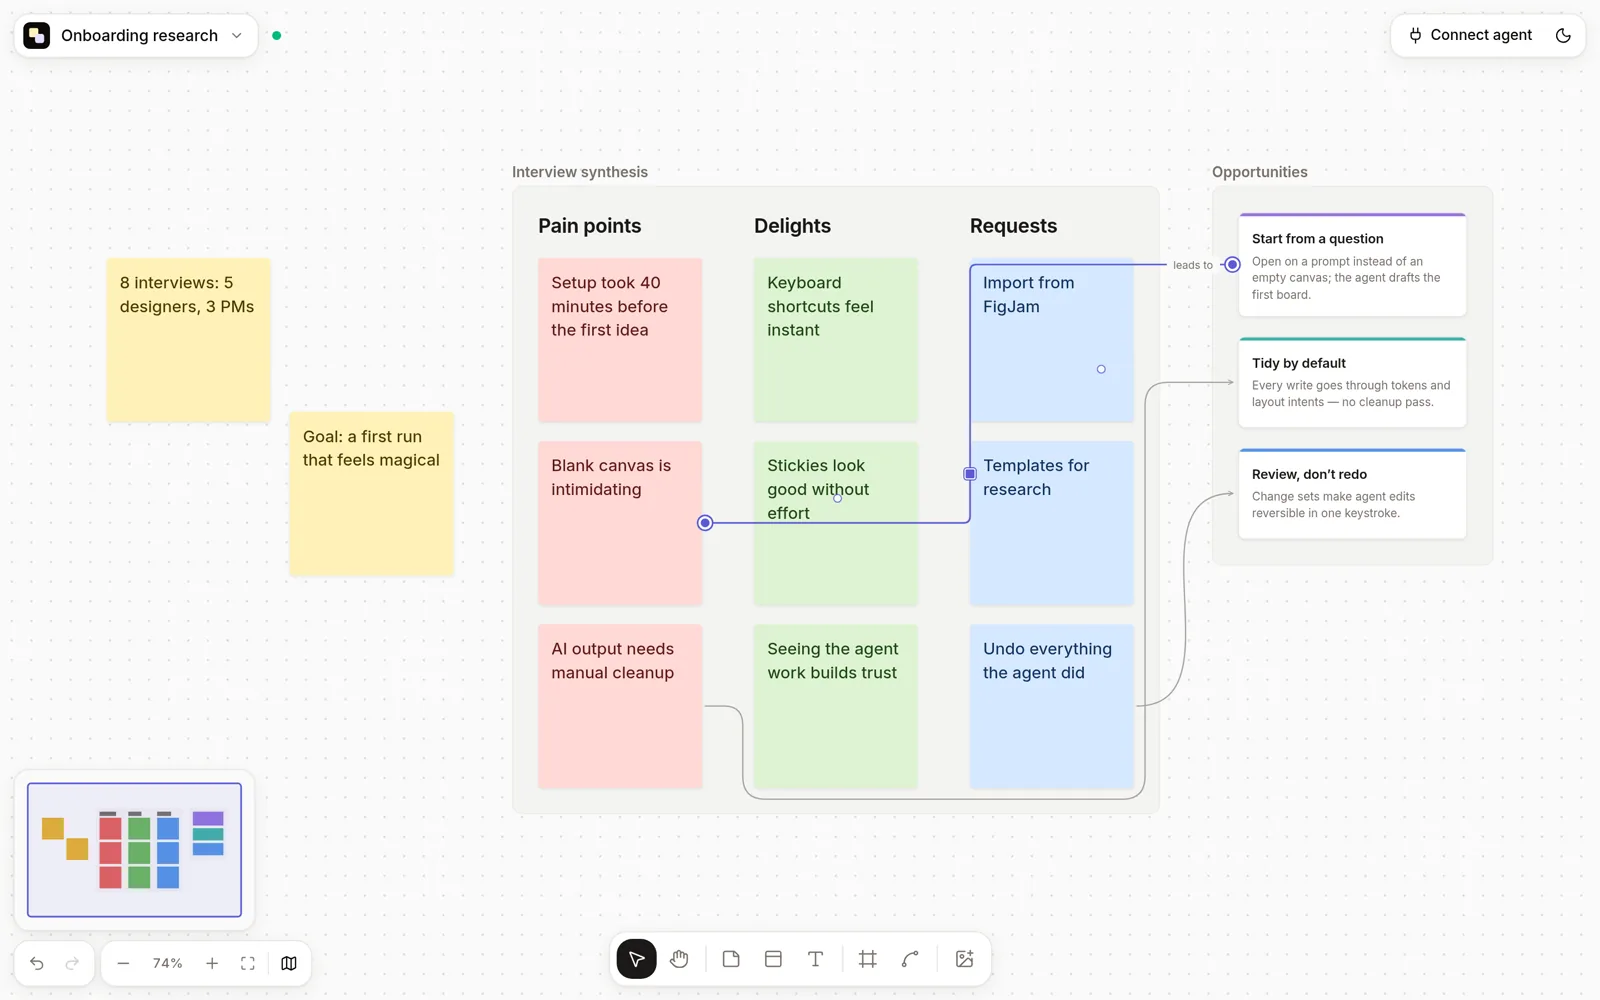 Onboarding research
Connect agent
Interview synthesis
Opportunities
Pain points
Delights
Requests
8 interviews: 5
designers, 3 PMs
Goal: a first run
that feels magical
Setup took 40
minutes before
the first idea
Keyboard
shortcuts feel
instant
Import from
FigJam
leads to
Blank canvas is
intimidating
Stickies look
good without
effort
Templates for
research
AI output needs
manual cleanup
Seeing the agent
work builds trust
Undo everything
the agent did
Start from a question
Open on a prompt instead of an
empty canvas; the agent drafts the
first board.
Tidy by default
Every write goes through tokens and
layout intents — no cleanup pass.
Review, don’t redo
Change sets make agent edits
reversible in one keystroke.
74%